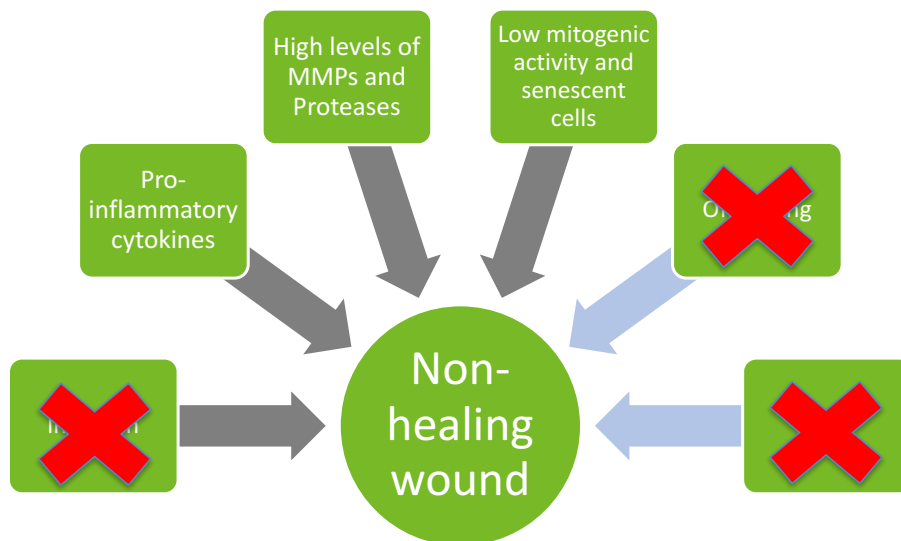 High levels of
MMPs and
Proteases
Low mitogenic
activity and
senescent
cells
Pro-
inflammatory
cytokines
Non-
healing
wound